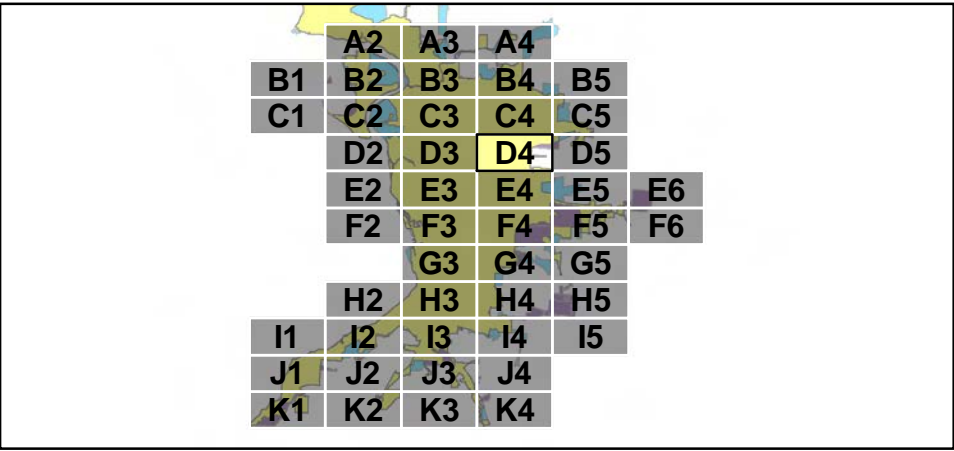 A2 A3 A4
B1 B2 B3 B4 B5
C1 C2 C3 C4 C5
D2 D3 D4 D5
E2 E3 E4 E5 E6
F2 F3 F4 F5 F6
G3 G4 G5
H2 H3 H4 H5
I1 I2 I3 I4 I5
J1 J2 J3 J4
K1 K2 K3 K4